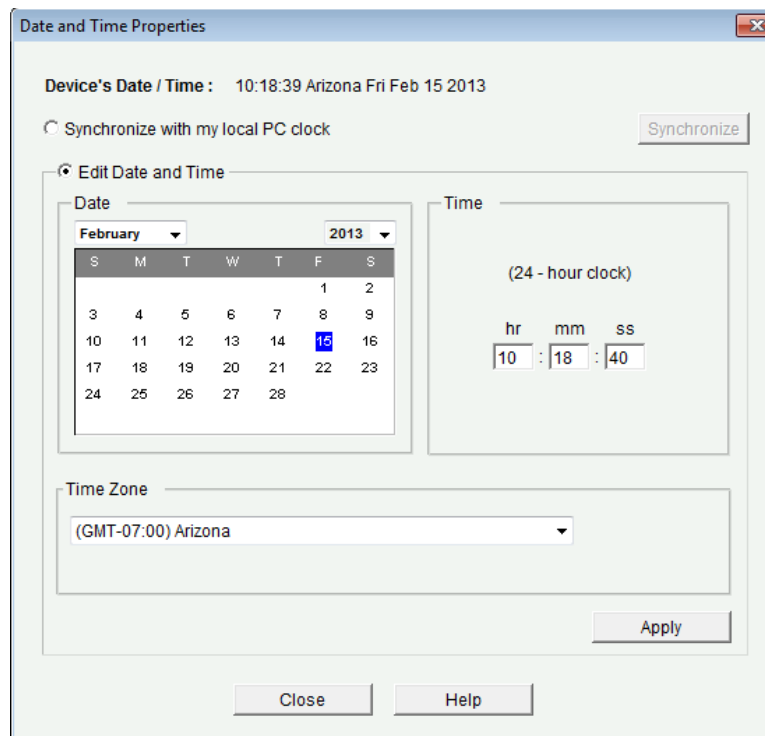 Date and Time Properties
Device's Date / Time : 10:18:39 Arizona Fri Feb 15 2013
Synchronize with my local PC clock
Synchronize
Edit Date and Time
Date
February 2013
S M T W T F S
1 2
3 4 5 6 7 8 9
10 11 12 13 14 15 16
17 18 19 20 21 22 23
24 25 26 27 28
Time
(24 - hour clock)
hr mm ss
10 : 18 : 40
Time Zone
(GMT-07:00) Arizona
Apply
Close Help